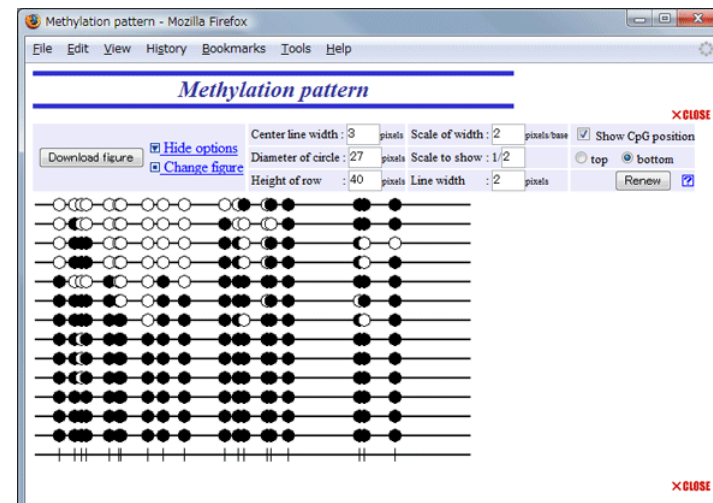 Methylation pattern - Mozilla Firefox
File Edit View History Bookmarks Tools Help
Methylation pattern
×CLOSE
Download figure
Hide options
Change figure
Center line width : 3 pixels Scale of width : 2 pixels/base Show CpG position
Diameter of circle : 27 pixels Scale to show : 1/2 top bottom
Height of row : 40 pixels Line width : 2 pixels Renew ?
×CLOSE